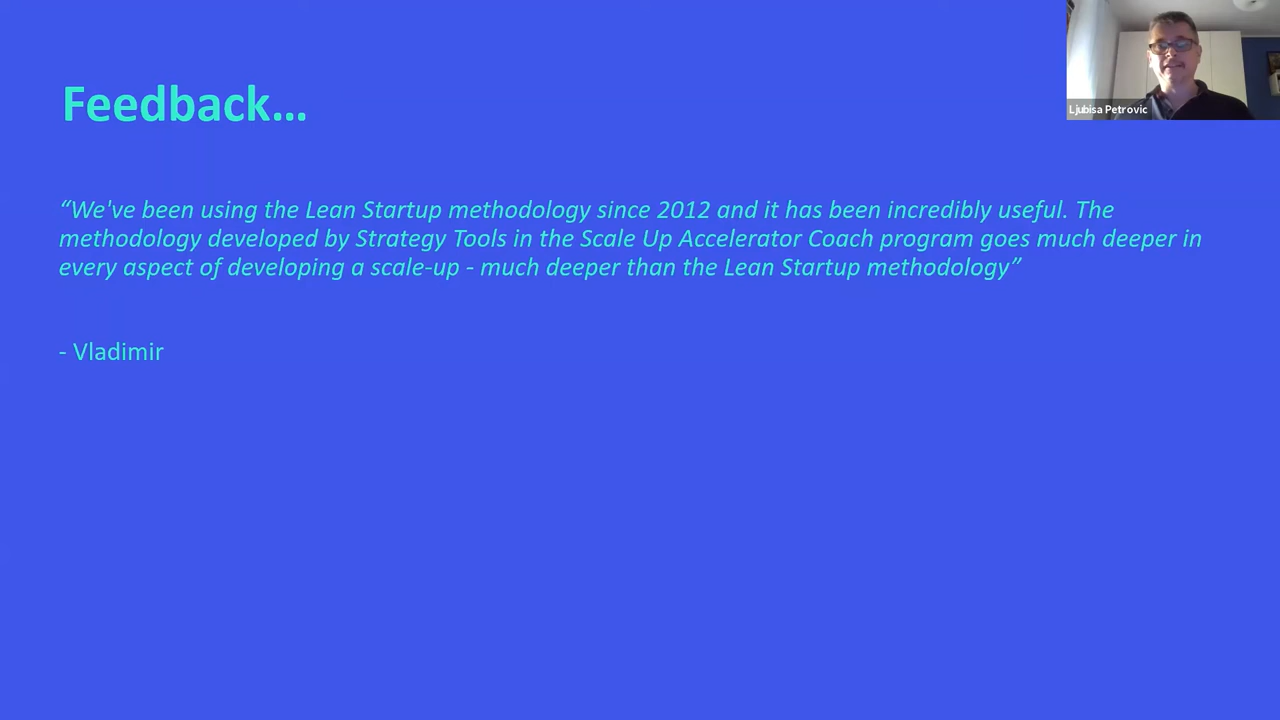 Ljubisa Petrovic
Feedback…
“We've been using the Lean Startup methodology since 2012 and it has been incredibly useful. The
methodology developed by Strategy Tools in the Scale Up Accelerator Coach program goes much deeper in
every aspect of developing a scale-up - much deeper than the Lean Startup methodology”
- Vladimir